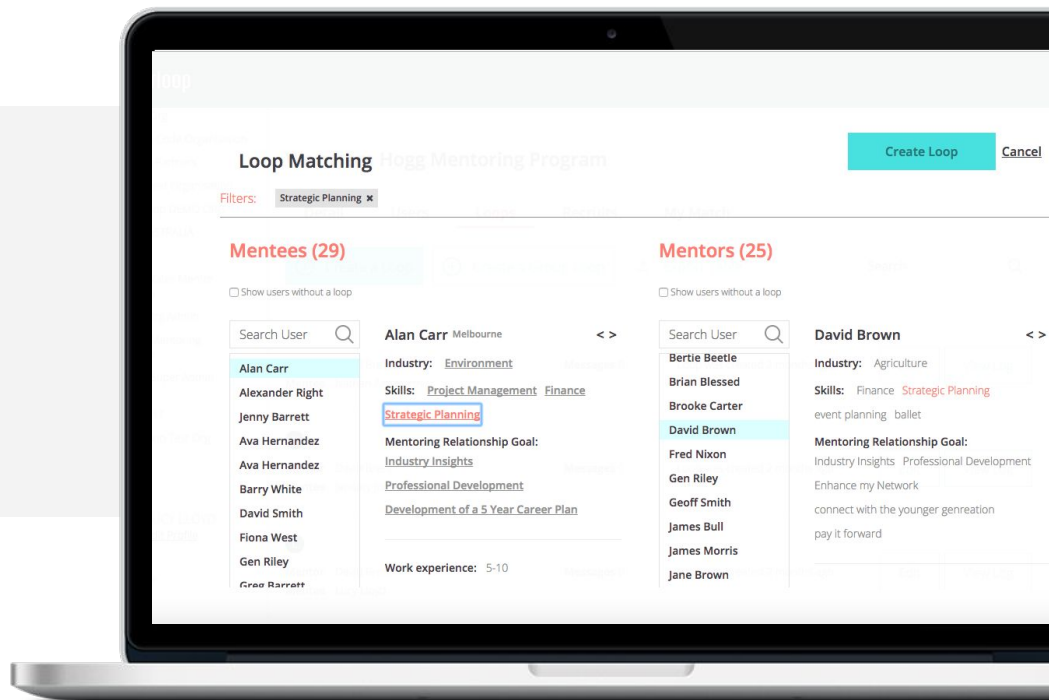 loop
Hogg Mentoring Program
Loop Matching
Create Loop
Cancel
Filters:
Strategic Planning ×
Mentees (29)
Show users without a loop
Search User
Alan Carr
Alexander Right
Jenny Barrett
Ava Hernandez
Ava Hernandez
Barry White
David Smith
Fiona West
Gen Riley
Greg Barrett
Alan Carr Melbourne
< >
Industry: Environment
Skills: Project Management Finance
Strategic Planning
Mentoring Relationship Goal:
Industry Insights
Professional Development
Development of a 5 Year Career Plan
Work experience: 5-10
Mentors (25)
Show users without a loop
Search User
Bertie Beetle
Brian Blessed
Brooke Carter
David Brown
Fred Nixon
Gen Riley
Geoff Smith
James Bull
James Morris
Jane Brown
David Brown
< >
Industry: Agriculture
Skills: Finance Strategic Planning
event planning ballet
Mentoring Relationship Goal:
Industry Insights Professional Development
Enhance my Network
connect with the younger genreation
pay it forward